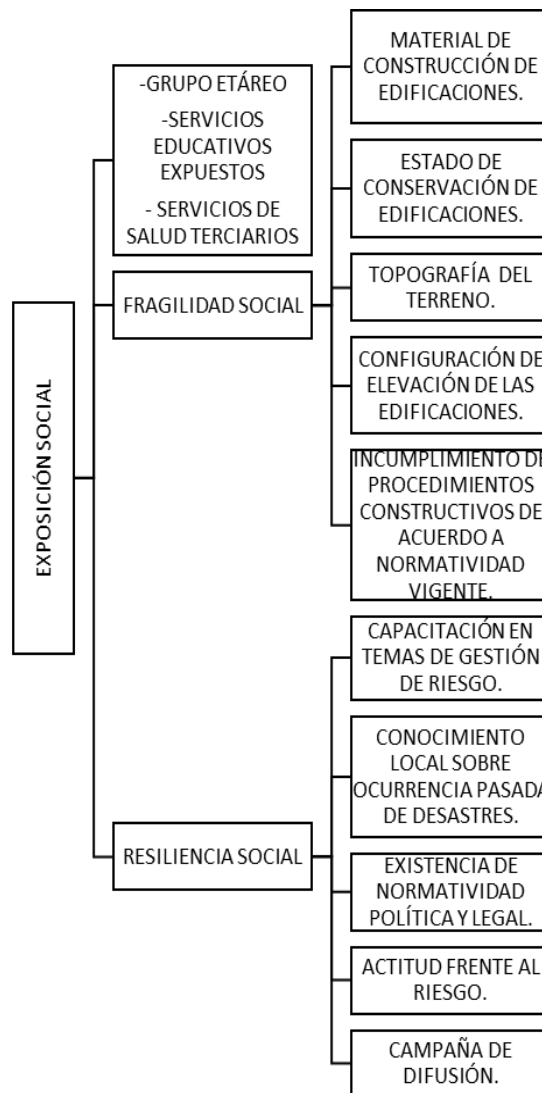 EXPOSICIÓN SOCIAL
-GRUPO ETÁREO
-SERVICIOS
EDUCATIVOS
EXPUESTOS
- SERVICIOS DE
SALUD TERCIARIOS
FRAGILIDAD SOCIAL
MATERIAL DE
CONSTRUCCIÓN DE
EDIFICACIONES.
ESTADO DE
CONSERVACIÓN DE
EDIFICACIONES.
TOPOGRAFÍA DEL
TERRENO.
CONFIGURACIÓN DE
ELEVACIÓN DE LAS
EDIFICACIONES.
INCUMPLIMIENTO DE
PROCEDIMIENTOS
CONSTRUCTIVOS DE
ACUERDO A
NORMATIVIDAD
VIGENTE.
RESILIENCIA SOCIAL
CAPACITACIÓN EN
TEMAS DE GESTIÓN
DE RIESGO.
CONOCIMIENTO
LOCAL SOBRE
OCURRENCIA PASADA
DE DESASTRES.
EXISTENCIA DE
NORMATIVIDAD
POLÍTICA Y LEGAL.
ACTITUD FRENTE AL
RIESGO.
CAMPAÑA DE
DIFUSIÓN.